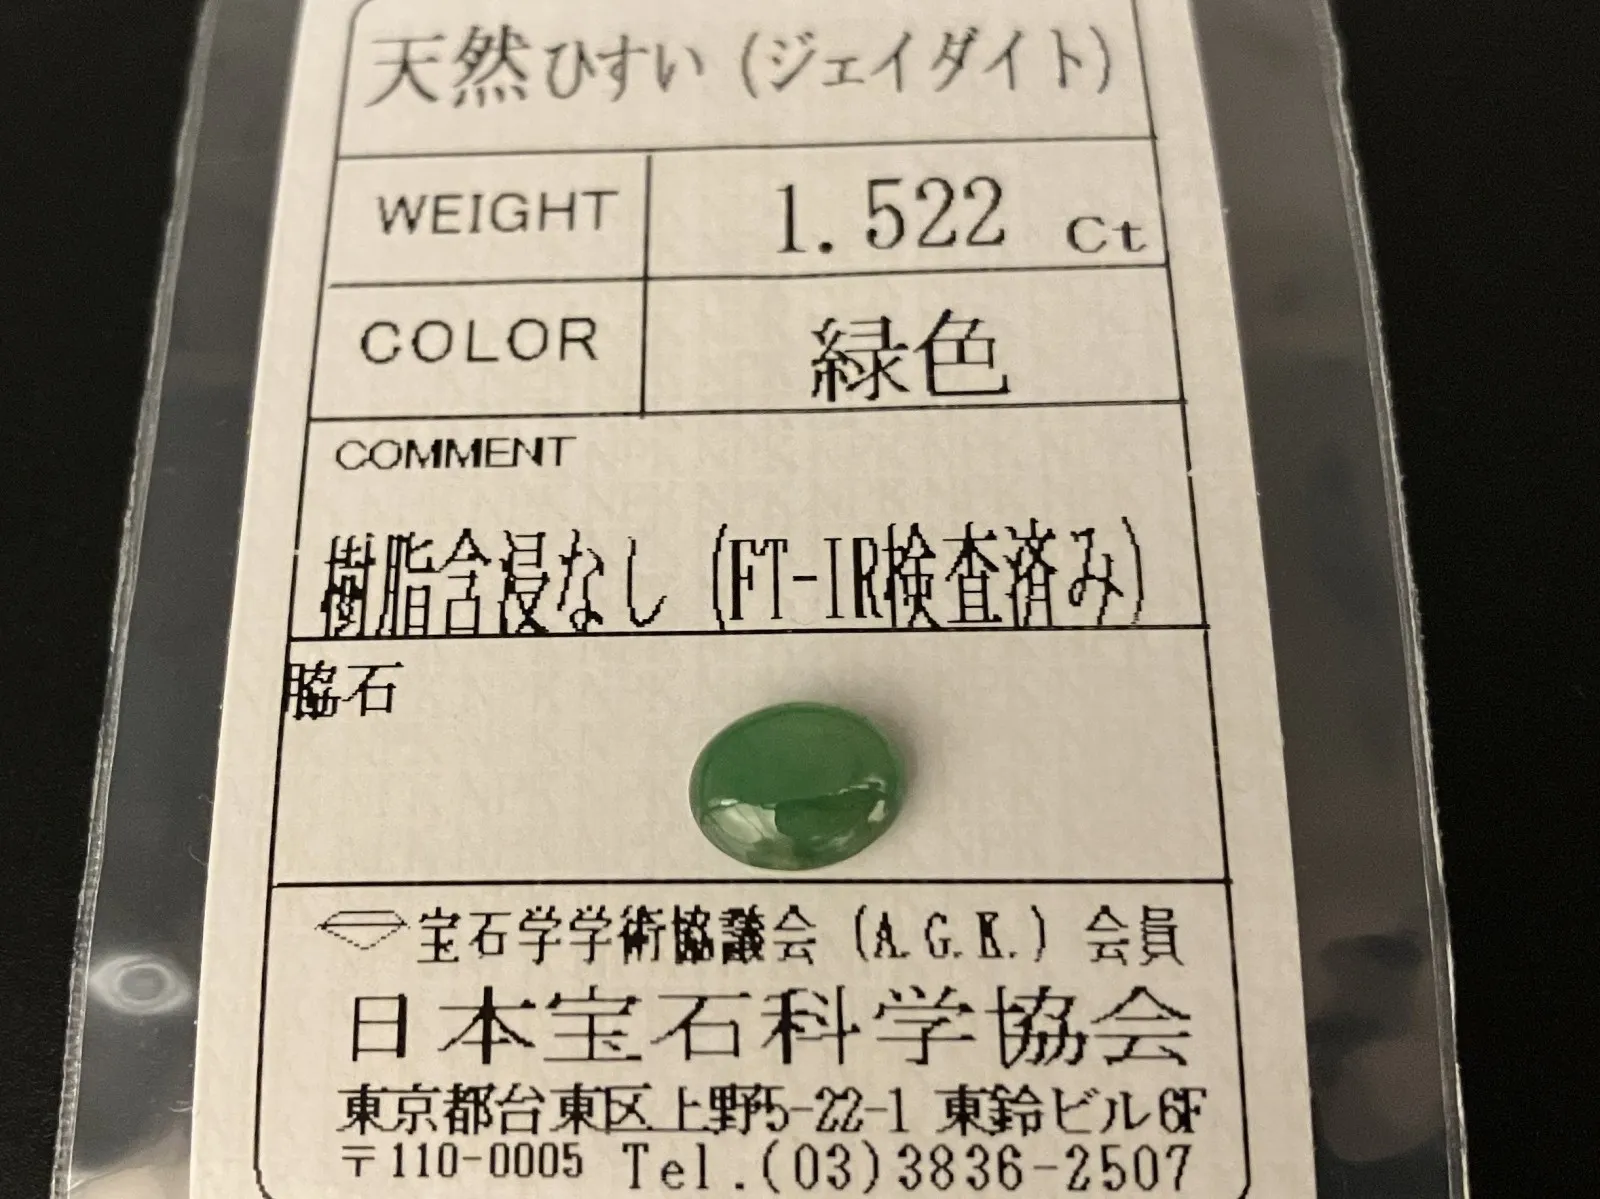 天然ひすい (ジェイダイト)
WEIGHT 1.522 Ct
COLOR 緑色
COMMENT
樹脂含浸なし (FT-IR検査済み)
脇石
宝石学学術協議会 (A.G.K.) 会員
日本宝石科学協会
東京都台東区上野5-22-1 東鈴ビル6F
〒110-0005 Tel.(03)3836-2507